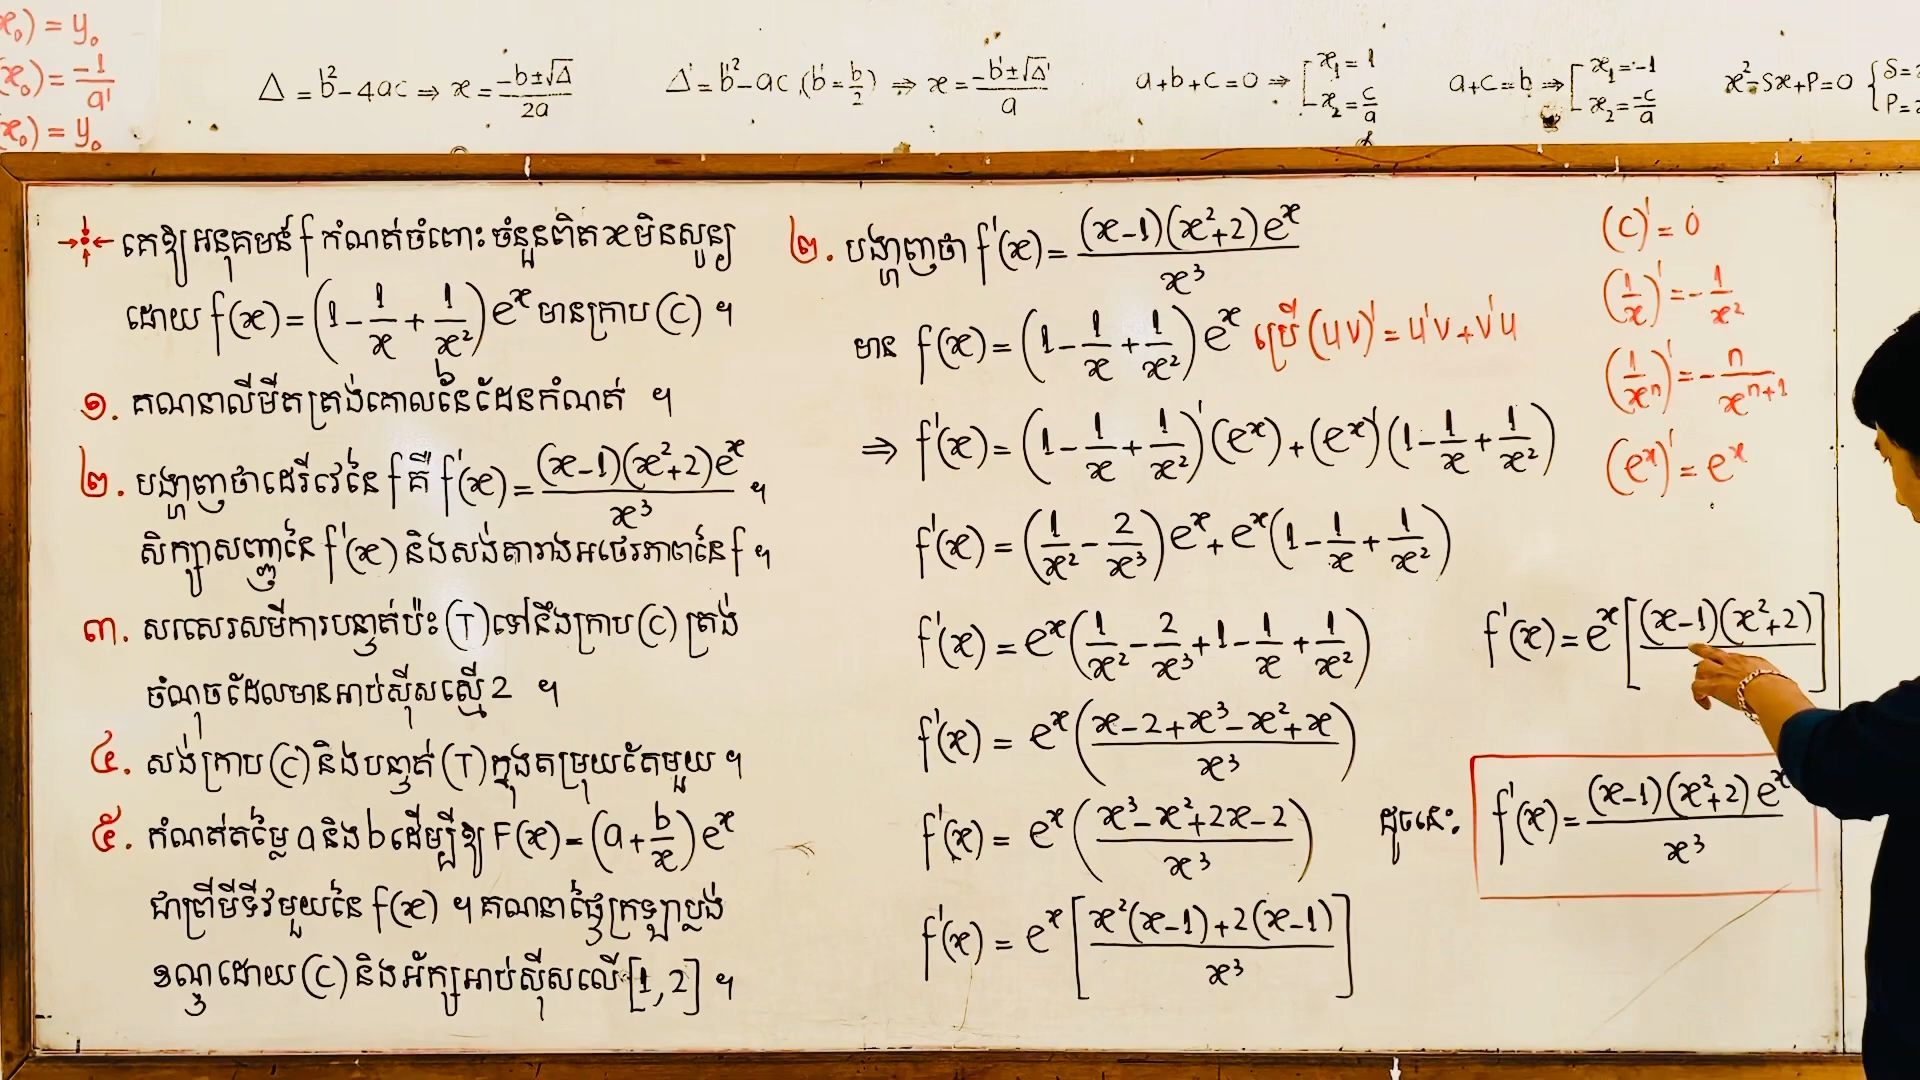 x₀) = y₀
(x₀) = -1/a'
(x₀) = y₀
Δ = b² - 4ac ⇒ x = (-b±√Δ)/2a
Δ' = b'² - ac, (b' = b/2) ⇒ x = (-b'±√Δ')/a
a+b+c=0 ⇒ [x₁ = 1, x₂ = c/a
a+c=b ⇒ [x₁ = -1, x₂ = -c/a
x² - Sx + P = 0 { S= P=
គេឱ្យអនុគមន៍ f កំណត់ចំពោះចំនួនពិត x មិនសូន្យ
ដោយ f(x) = (1 - 1/x + 1/x²)eˣ មានក្រាប (C) ។
១. គណនាលីមីតត្រង់គោលនៃដែនកំណត់ ។
២. បង្ហាញថាដេរីវេនៃ f គឺ f'(x) = (x-1)(x²+2)eˣ/x³ ។
សិក្សាសញ្ញានៃ f'(x) និងសង់តារាងអថេរភាពនៃ f ។
៣. សរសេរសមីការបន្ទាត់ប៉ះ (T) ទៅនឹងក្រាប (C) ត្រង់
ចំណុចដែលមានអាប់ស៊ីសស្មើ 2 ។
៤. សង់ក្រាប (C) និងបន្ទាត់ (T) ក្នុងតម្រុយតែមួយ ។
៥. កំណត់តម្លៃ a និង b ដើម្បីឱ្យ F(x) = (a + b/x)eˣ
ជាព្រីមីទីវមួយនៃ f(x) ។ គណនាផ្ទៃក្រឡាប្លង់
ខណ្ឌដោយ (C) និងអ័ក្សអាប់ស៊ីសលើ [1, 2] ។
២. បង្ហាញថា f'(x) = (x-1)(x²+2)eˣ/x³
មាន f(x) = (1 - 1/x + 1/x²)eˣ ប្រើ (uv)' = u'v + v'u
⇒ f'(x) = (1 - 1/x + 1/x²)'(eˣ) + (eˣ)'(1 - 1/x + 1/x²)
f'(x) = (1/x² - 2/x³)eˣ + eˣ(1 - 1/x + 1/x²)
f'(x) = eˣ(1/x² - 2/x³ + 1 - 1/x + 1/x²)
f'(x) = eˣ((x - 2 + x³ - x² + x)/x³)
f'(x) = eˣ((x³ - x² + 2x - 2)/x³)
f'(x) = eˣ[(x²(x-1) + 2(x-1))/x³]
(c)' = 0
(1/x)' = -1/x²
(1/xⁿ)' = -n/xⁿ⁺¹
(eˣ)' = eˣ
f'(x) = eˣ[(x-1)(x²+2)/]
ដូចនេះ f'(x) = (x-1)(x²+2)eˣ/x³